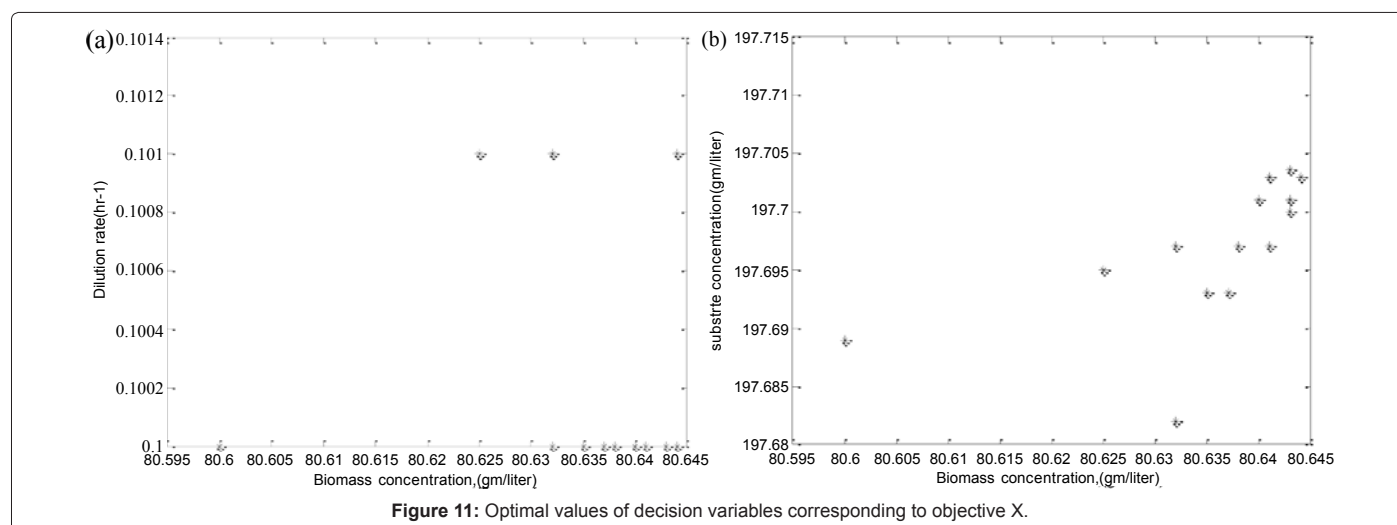 (a)
0.1014
0.1012
0.101
0.1008
0.1006
0.1004
0.1002
0.1
Dilution rate(hr-1)
80.595 80.6 80.605 80.61 80.615 80.62 80.625 80.63 80.635 80.64 80.645
Biomass concentration,(gm/liter)
(b)
197.715
197.71
197.705
197.7
197.695
197.69
197.685
197.68
substrte concentration(gm/liter)
80.595 80.6 80.605 80.61 80.615 80.62 80.625 80.63 80.635 80.64 80.645
Biomass concentration,(gm/liter)
Figure 11: Optimal values of decision variables corresponding to objective X.